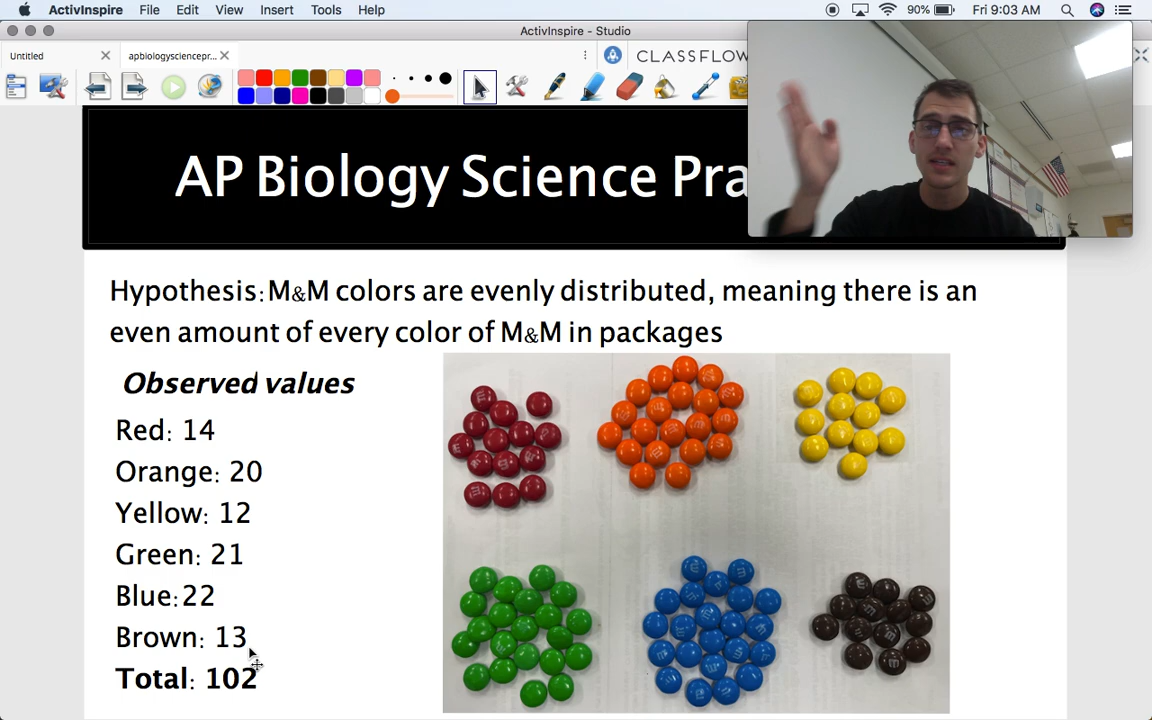 ActivInspire File Edit View Insert Tools Help 90% Fri 9:03 AM
ActivInspire - Studio
Untitled apbiologysciencepr...
CLASSFLOW
AP Biology Science Pra
Hypothesis: M&M colors are evenly distributed, meaning there is an
even amount of every color of M&M in packages
Observed values
Red: 14
Orange: 20
Yellow: 12
Green: 21
Blue:22
Brown: 13
Total: 102